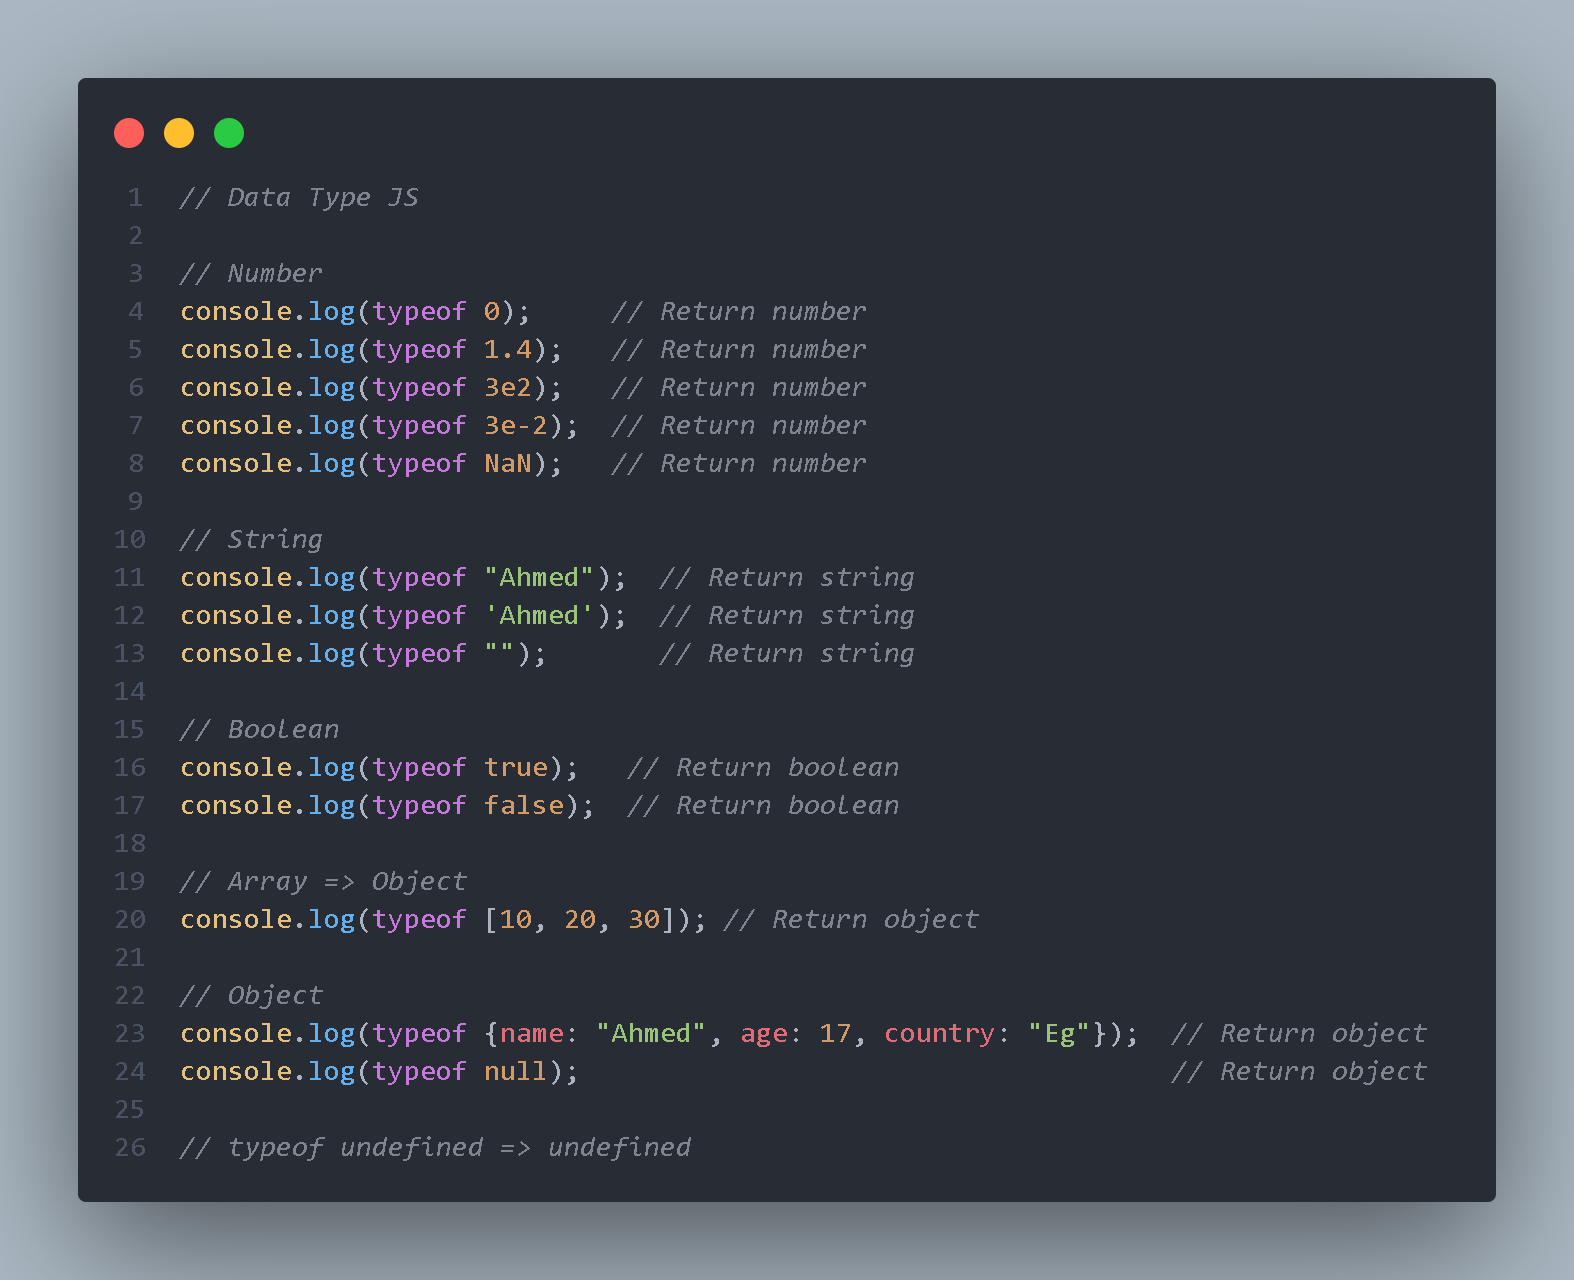 1 // Data Type JS
2
3 // Number
4 console.log(typeof 0);     // Return number
5 console.log(typeof 1.4);   // Return number
6 console.log(typeof 3e2);   // Return number
7 console.log(typeof 3e-2);  // Return number
8 console.log(typeof NaN);   // Return number
9
10 // String
11 console.log(typeof "Ahmed");  // Return string
12 console.log(typeof 'Ahmed');  // Return string
13 console.log(typeof "");       // Return string
14
15 // Boolean
16 console.log(typeof true);   // Return boolean
17 console.log(typeof false);  // Return boolean
18
19 // Array => Object
20 console.log(typeof [10, 20, 30]); // Return object
21
22 // Object
23 console.log(typeof {name: "Ahmed", age: 17, country: "Eg"});  // Return object
24 console.log(typeof null);                                     // Return object
25
26 // typeof undefined => undefined